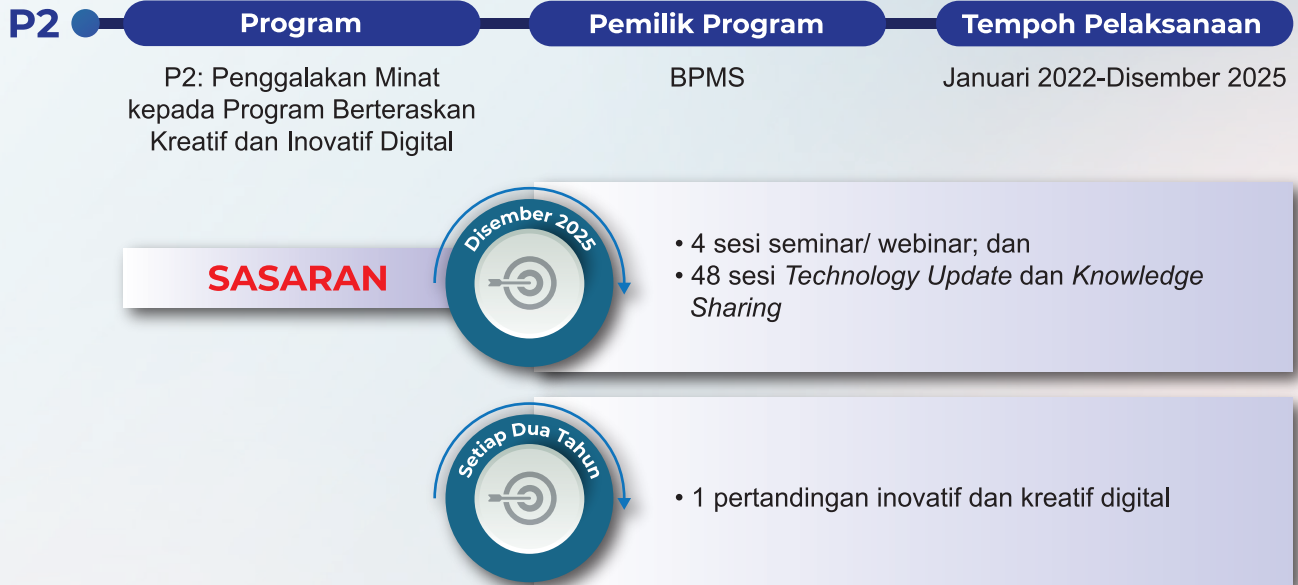 P2
Program
Pemilik Program
Tempoh Pelaksanaan
P2: Penggalakan Minat
kepada Program Berteraskan
Kreatif dan Inovatif Digital
BPMS
Januari 2022-Disember 2025
SASARAN
Disember 2025
• 4 sesi seminar/ webinar; dan
• 48 sesi Technology Update dan Knowledge
Sharing
Setiap Dua Tahun
• 1 pertandingan inovatif dan kreatif digital